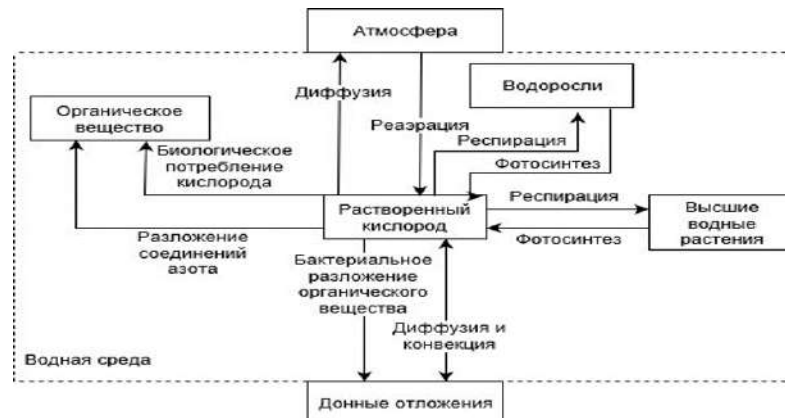 Атмосфера
Диффузия
Реаэрация
Водоросли
Органическое
вещество
Респирация
Биологическое
потребление
кислорода
Фотосинтез
Растворенный
кислород
Респирация
Фотосинтез
Высшие
водные
растения
Разложение
соединений
азота
Бактериальное
разложение
органического
вещества
Диффузия и
конвекция
Водная среда
Донные отложения